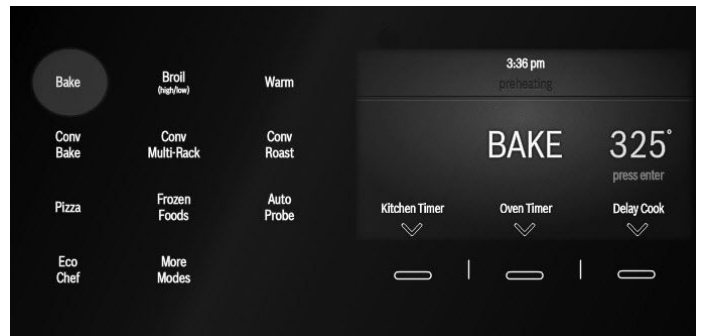 Bake
Broil
(high/low)
Warm
Conv
Bake
Conv
Multi-Rack
Conv
Roast
Pizza
Frozen
Foods
Auto
Probe
Eco
Chef
More
Modes
3:36 pm
preheating
BAKE
325°
press enter
Kitchen Timer
Oven Timer
Delay Cook